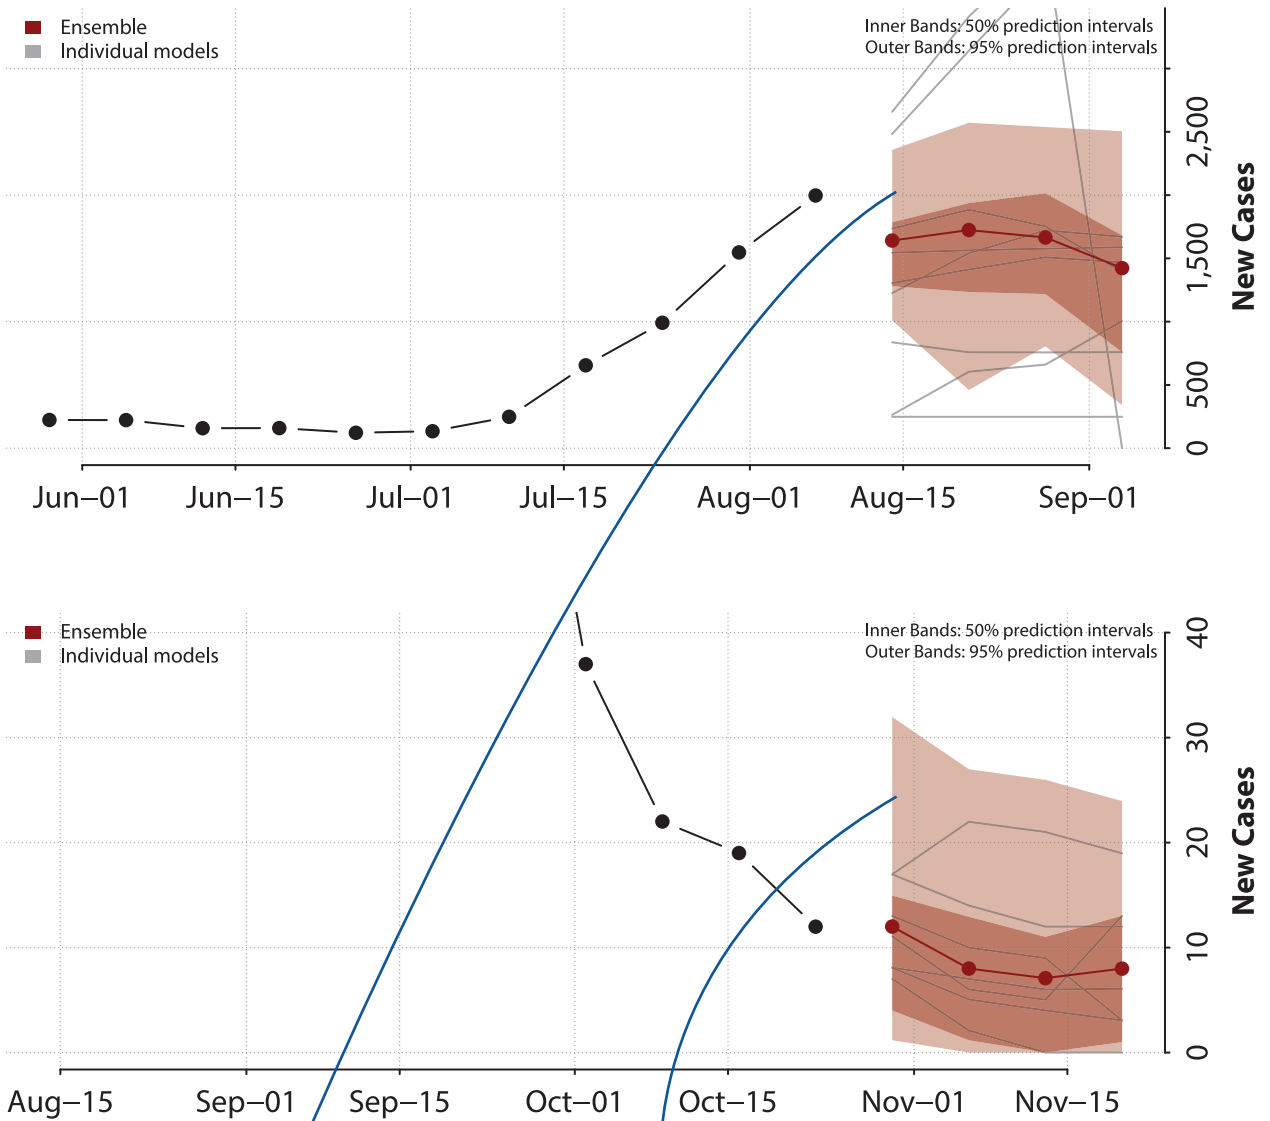 Ensemble
Individual models
Inner Bands: 50% prediction intervals
Outer Bands: 95% prediction intervals
2,500
1,500
500
0
New Cases
Jun–01 Jun–15 Jul–01 Jul–15 Aug–01 Aug–15 Sep–01
Ensemble
Individual models
Inner Bands: 50% prediction intervals
Outer Bands: 95% prediction intervals
40
30
20
10
0
New Cases
Aug–15 Sep–01 Sep–15 Oct–01 Oct–15 Nov–01 Nov–15